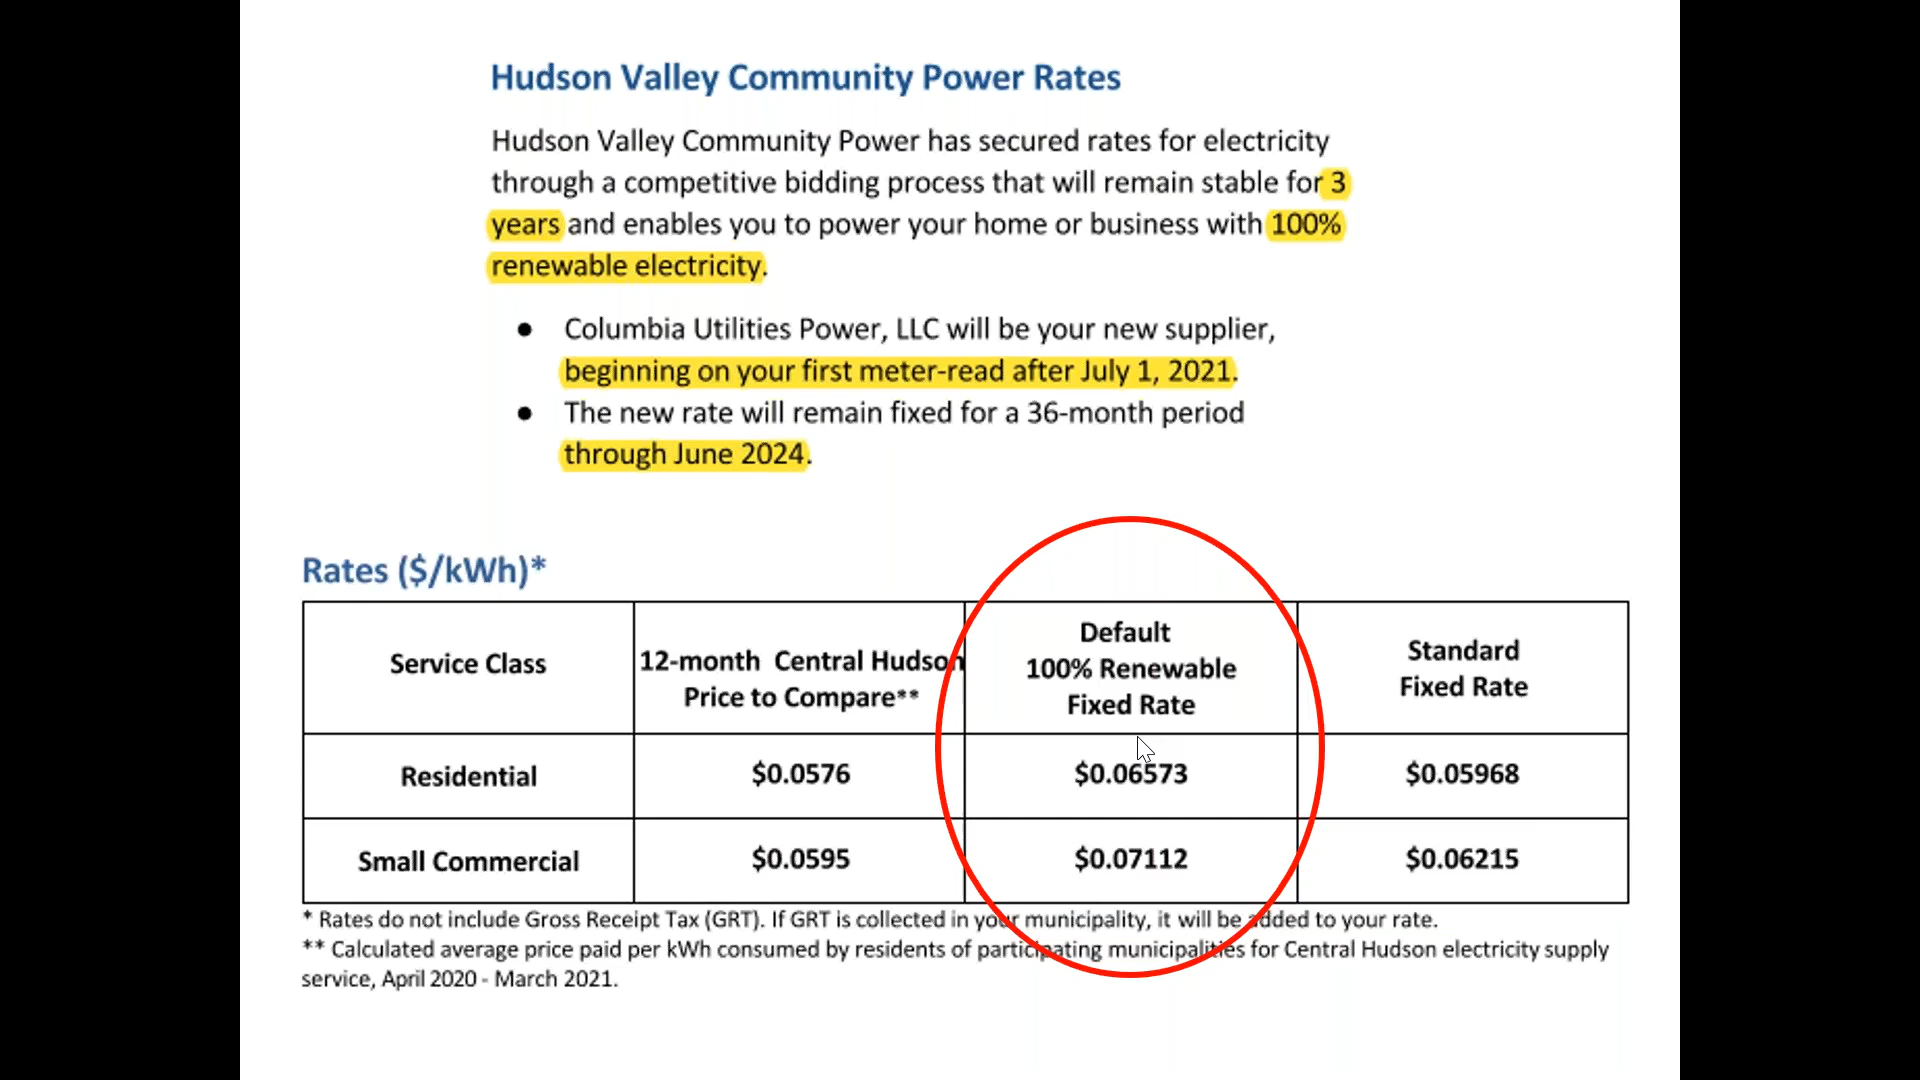 Hudson Valley Community Power Rates
Hudson Valley Community Power has secured rates for electricity
through a competitive bidding process that will remain stable for 3
years and enables you to power your home or business with 100%
renewable electricity.
● Columbia Utilities Power, LLC will be your new supplier,
beginning on your first meter-read after July 1, 2021.
● The new rate will remain fixed for a 36-month period
through June 2024.
Rates ($/kWh)*
Service Class
12-month Central Hudson
Price to Compare**
Default
100% Renewable
Fixed Rate
Standard
Fixed Rate
Residential $0.0576 $0.06573 $0.05968
Small Commercial $0.0595 $0.07112 $0.06215
* Rates do not include Gross Receipt Tax (GRT). If GRT is collected in your municipality, it will be added to your rate.
** Calculated average price paid per kWh consumed by residents of participating municipalities for Central Hudson electricity supply
service, April 2020 - March 2021.